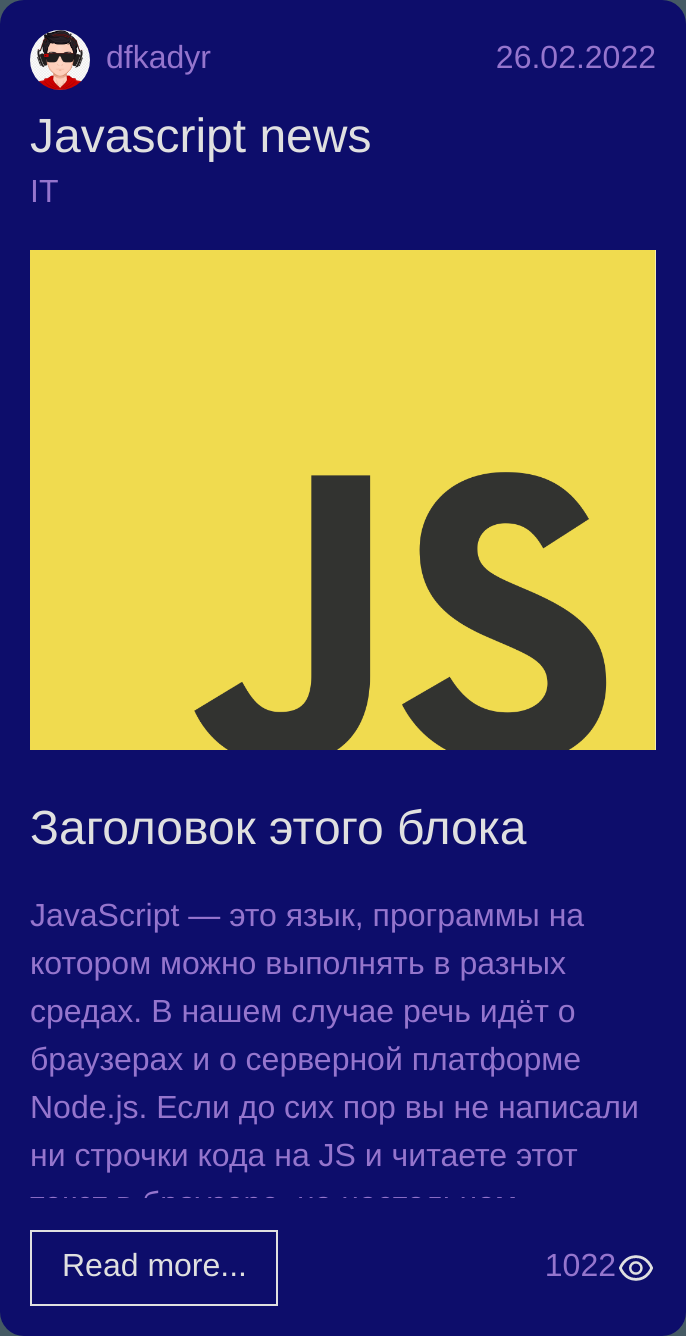 dfkadyr 26.02.2022
Javascript news
IT
JS
Заголовок этого блока
JavaScript — это язык, программы на
котором можно выполнять в разных
средах. В нашем случае речь идёт о
браузерах и о серверной платформе
Node.js. Если до сих пор вы не написали
ни строчки кода на JS и читаете этот
Read more... 1022